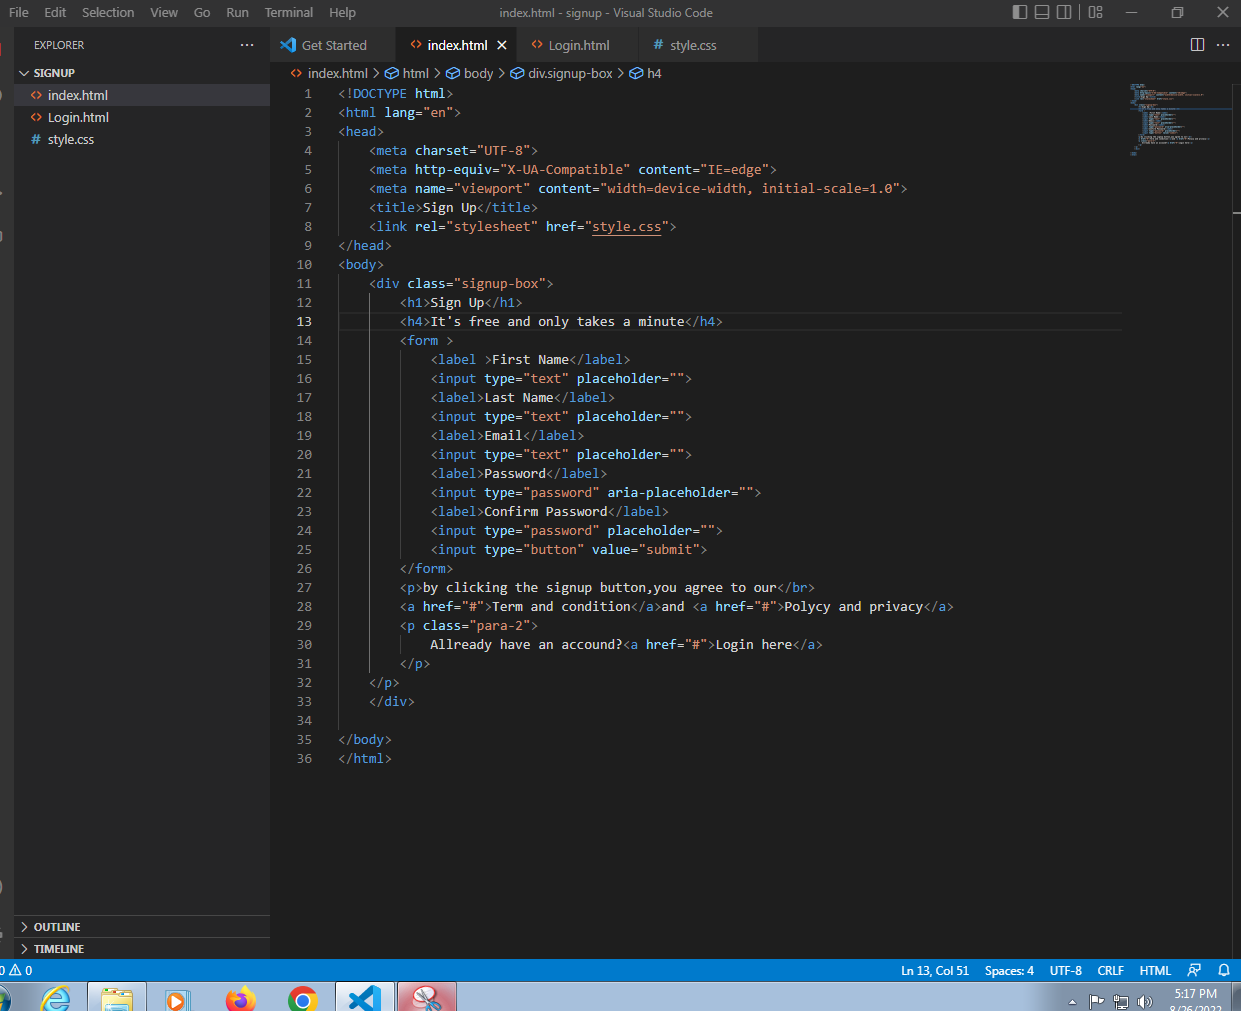 File Edit Selection View Go Run Terminal Help index.html - signup - Visual Studio Code
EXPLORER ···
Get Started index.html Login.html # style.css
SIGNUP
index.html
Login.html
# style.css
index.html > html > body > div.signup-box > h4
1 <!DOCTYPE html>
2 <html lang="en">
3 <head>
4 <meta charset="UTF-8">
5 <meta http-equiv="X-UA-Compatible" content="IE=edge">
6 <meta name="viewport" content="width=device-width, initial-scale=1.0">
7 <title>Sign Up</title>
8 <link rel="stylesheet" href="style.css">
9 </head>
10 <body>
11 <div class="signup-box">
12 <h1>Sign Up</h1>
13 <h4>It's free and only takes a minute</h4>
14 <form >
15 <label >First Name</label>
16 <input type="text" placeholder="">
17 <label>Last Name</label>
18 <input type="text" placeholder="">
19 <label>Email</label>
20 <input type="text" placeholder="">
21 <label>Password</label>
22 <input type="password" aria-placeholder="">
23 <label>Confirm Password</label>
24 <input type="password" placeholder="">
25 <input type="button" value="submit">
26 </form>
27 <p>by clicking the signup button,you agree to our</br>
28 <a href="#">Term and condition</a>and <a href="#">Polycy and privacy</a>
29 <p class="para-2">
30 Allready have an accound?<a href="#">Login here</a>
31 </p>
32 </p>
33 </div>
34
35 </body>
36 </html>
OUTLINE
TIMELINE
0 0 Ln 13, Col 51 Spaces: 4 UTF-8 CRLF HTML
5:17 PM
8/26/2022